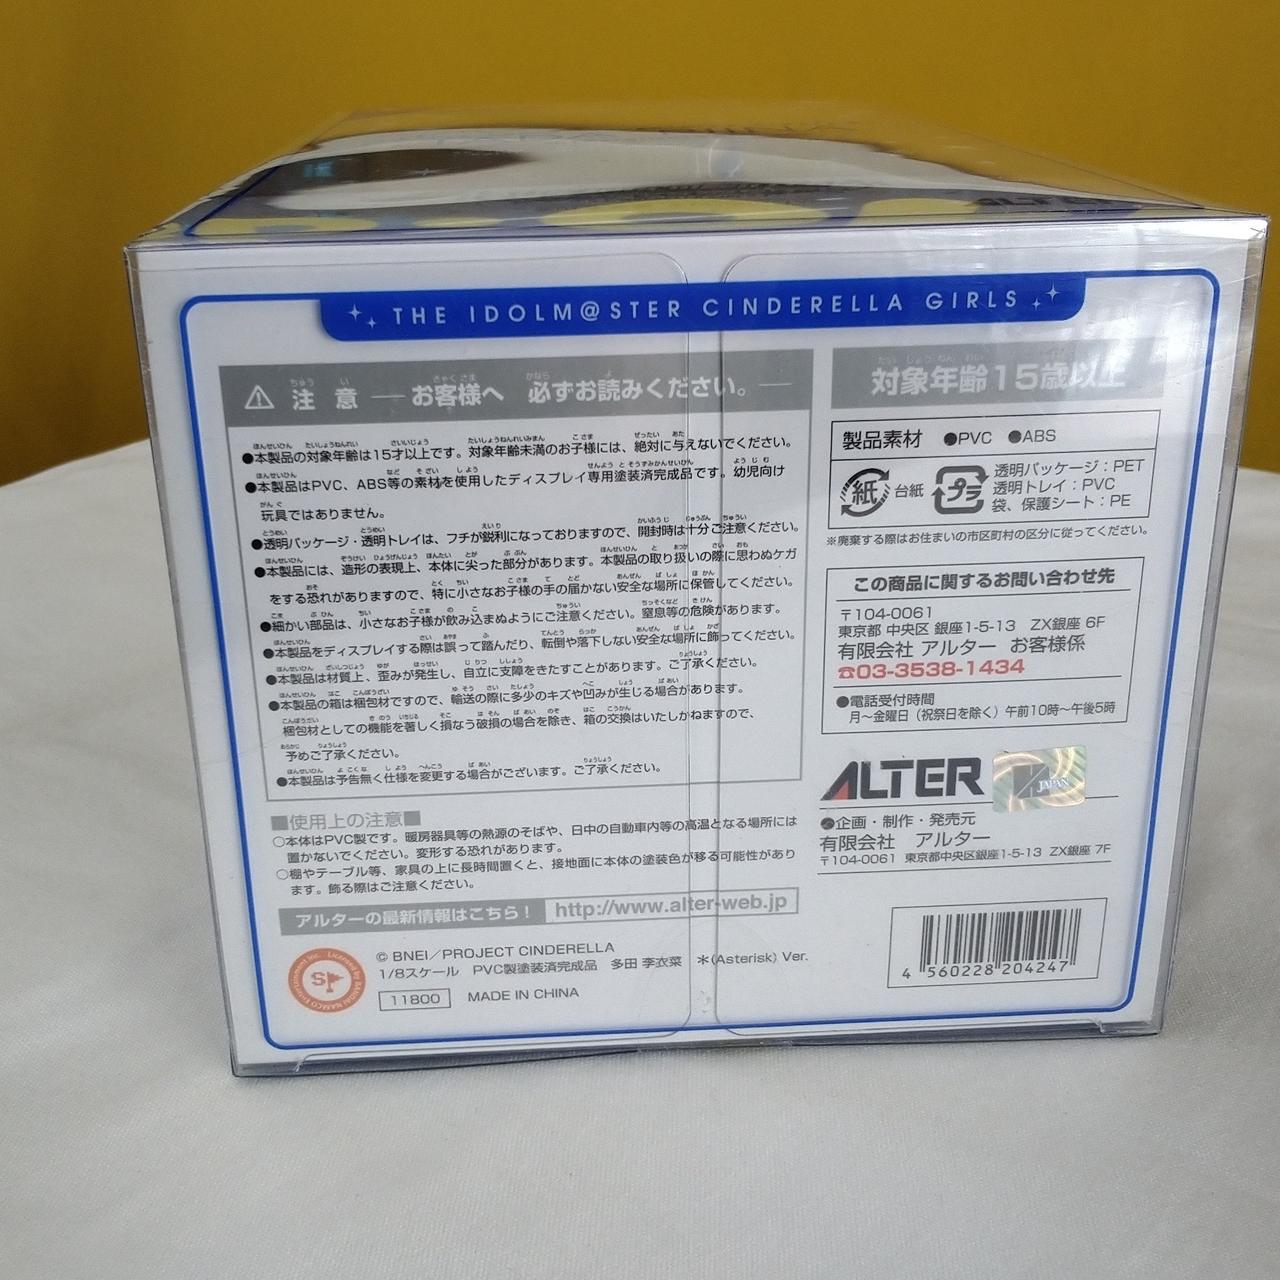 ALTER
THE IDOLM@STER CINDERELLA GIRLS
注意 ― お客様へ 必ずお読みください。―
●本製品の対象年齢は15才以上です。対象年齢未満のお子様には、絶対に与えないでください。
●本製品はPVC、ABS等の素材を使用したディスプレイ専用塗装済完成品です。幼児向け
玩具ではありません。
●透明パッケージ・透明トレイは、フチが鋭利になっておりますので、開封時は十分ご注意ください。
●本製品には、造形の表現上、本体に尖った部分があります。本製品の取り扱いの際に思わぬケガ
をする恐れがありますので、特に小さなお子様の手の届かない安全な場所に保管してください。
●細かい部品は、小さなお子様が飲み込まぬようにご注意ください。窒息等の危険があります。
●本製品をディスプレイする際は誤って踏んだり、転倒や落下しない安全な場所に飾ってください。
●本製品は材質上、歪みが発生し、自立に支障をきたすことがあります。ご了承ください。
●本製品の箱は梱包材ですので、輸送の際に多少のキズや凹みが生じる場合があります。
梱包材としての機能を著しく損なう破損の場合を除き、箱の交換はいたしかねますので、
予めご了承ください。
●本製品は予告無く仕様を変更する場合がございます。ご了承ください。
■使用上の注意■
○本体はPVC製です。暖房器具等の熱源のそばや、日中の自動車内等の高温となる場所には
置かないでください。変形する恐れがあります。
○棚やテーブル等、家具の上に長時間置くと、接地面に本体の塗装色が移る可能性があり
ます。飾る際はご注意ください。
アルターの最新情報はこちら！ http://www.alter-web.jp
© BNEI／PROJECT CINDERELLA
1/8スケール PVC製塗装済完成品 多田 李衣菜 ＊(Asterisk) Ver.
11800 MADE IN CHINA
対象年齢15歳以上
製品素材 ●PVC ●ABS
紙 台紙
プラ
透明パッケージ：PET
透明トレイ：PVC
袋、保護シート：PE
※廃棄する際はお住まいの市区町村の区分に従ってください。
この商品に関するお問い合わせ先
〒104-0061
東京都 中央区 銀座1-5-13 ZX銀座 6F
有限会社 アルター お客様係
☎03-3538-1434
●電話受付時間
月～金曜日（祝祭日を除く）午前10時～午後5時
ALTER
JAPAN
●企画・制作・発売元
有限会社 アルター
〒104-0061 東京都中央区銀座1-5-13 ZX銀座 7F
4 560228 204247